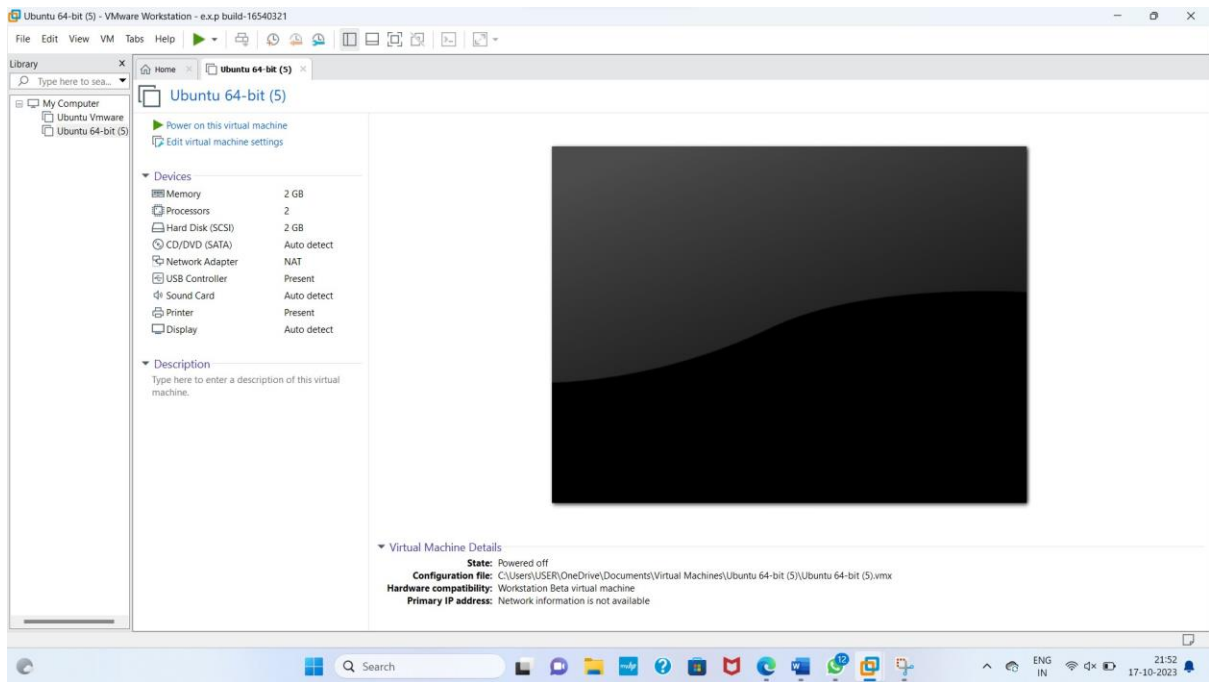 Ubuntu 64-bit (5) - VMware Workstation - e.x.p build-16540321
File Edit View VM Tabs Help
Library X
Home Ubuntu 64-bit (5)
Type here to sea...
My Computer
Ubuntu Vmware
Ubuntu 64-bit (5)
Ubuntu 64-bit (5)
Power on this virtual machine
Edit virtual machine settings
Devices
Memory 2 GB
Processors 2
Hard Disk (SCSI) 2 GB
CD/DVD (SATA) Auto detect
Network Adapter NAT
USB Controller Present
Sound Card Auto detect
Printer Present
Display Auto detect
Description
Type here to enter a description of this virtual
machine.
Virtual Machine Details
State: Powered off
Configuration file: C:\Users\USER\OneDrive\Documents\Virtual Machines\Ubuntu 64-bit (5)\Ubuntu 64-bit (5).vmx
Hardware compatibility: Workstation Beta virtual machine
Primary IP address: Network information is not available
Search
12
ENG
IN
21:52
17-10-2023